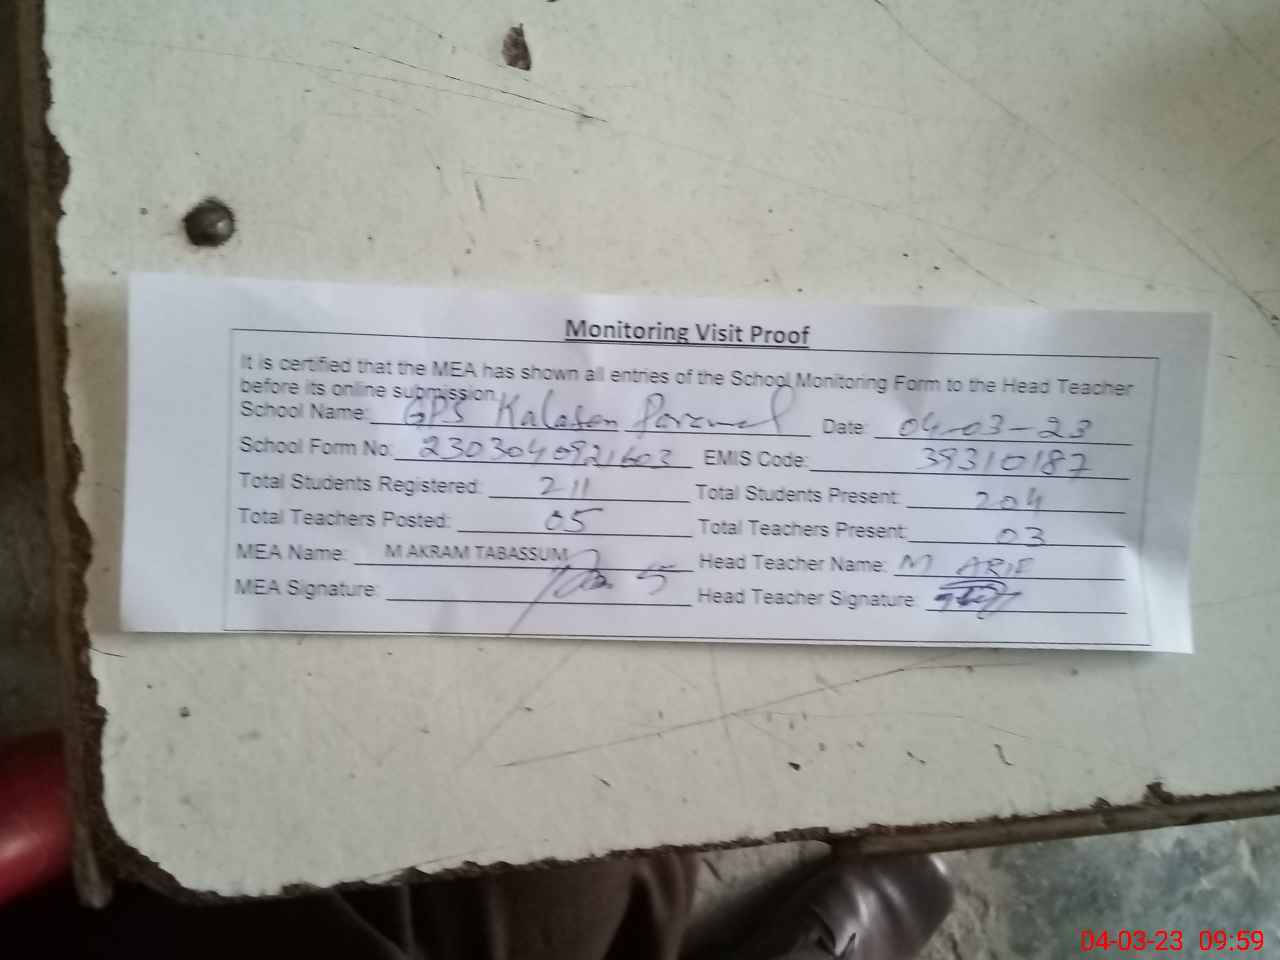 Monitoring Visit Proof
It is certified that the MEA has shown all entries of the School Monitoring Form to the Head Teacher
before its online submission.
School Name: GPS Kalasan Date: 04-03-23
School Form No: 2303040921603 EMIS Code: 39310187
Total Students Registered: 211 Total Students Present: 204
Total Teachers Posted: 05 Total Teachers Present: 03
MEA Name: M AKRAM TABASSUM Head Teacher Name: M ARIF
MEA Signature: Head Teacher Signature:
04-03-23 09:59